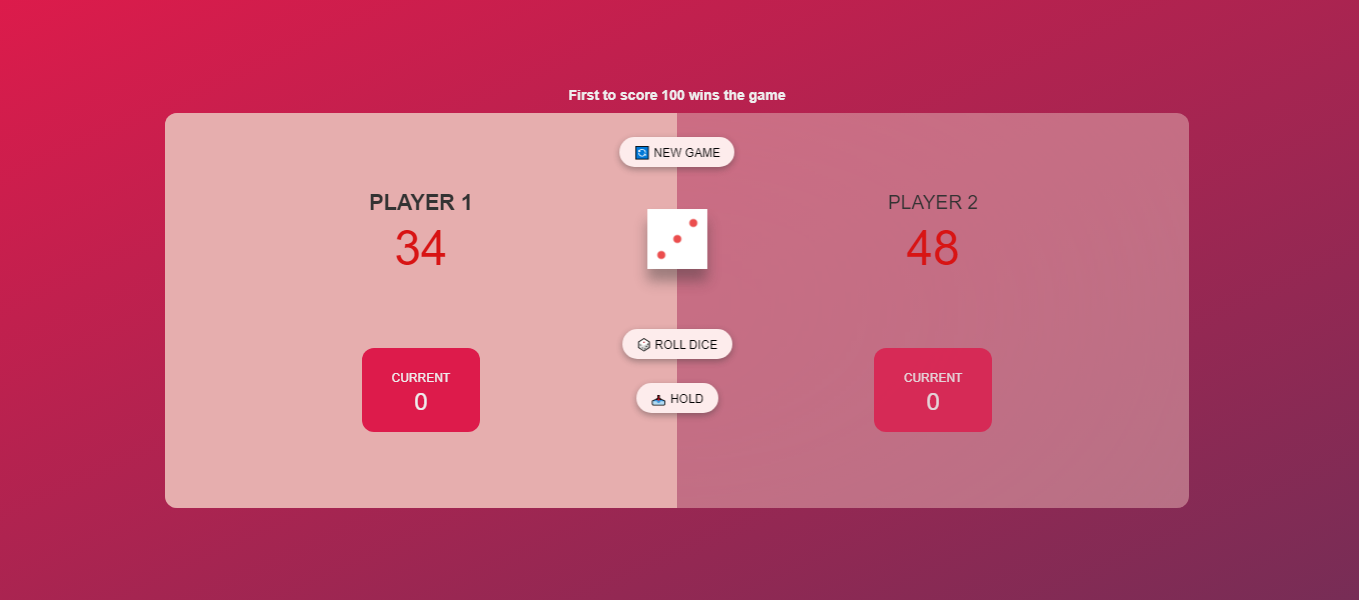 First to score 100 wins the game
NEW GAME
PLAYER 1
34
PLAYER 2
48
ROLL DICE
HOLD
CURRENT
0
CURRENT
0